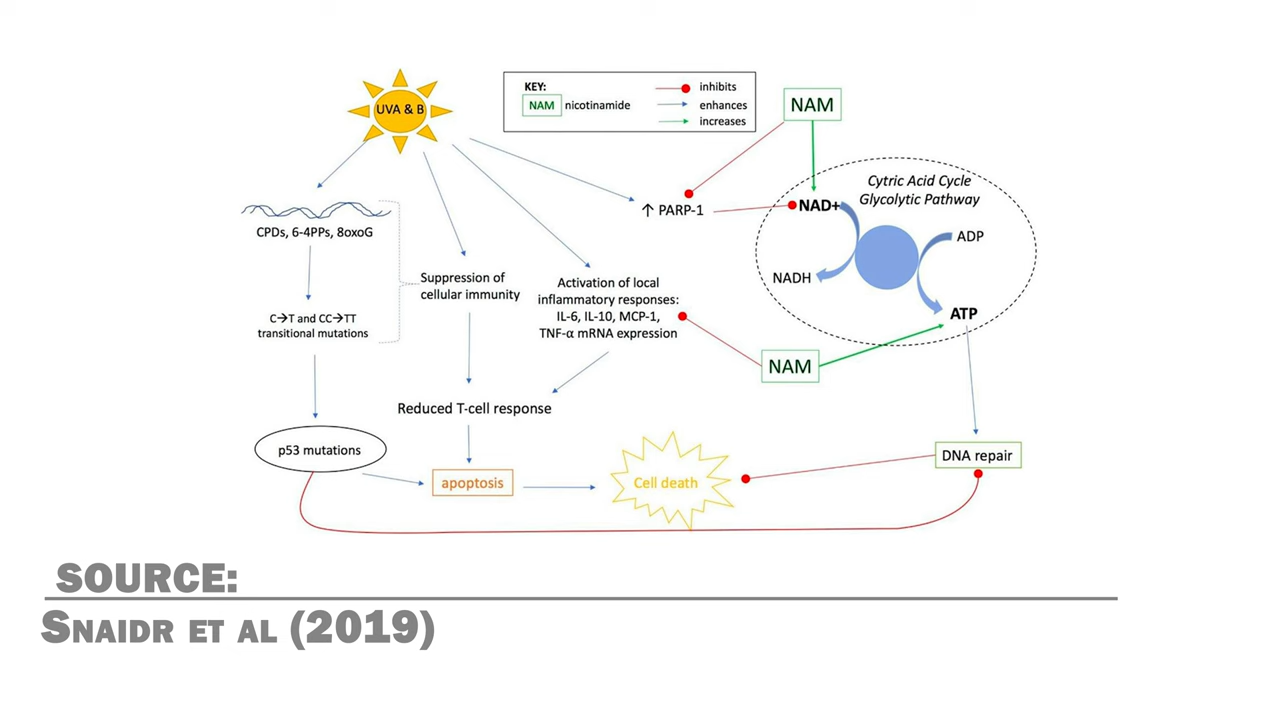 UVA & B
KEY:
NAM nicotinamide
inhibits
enhances
increases
NAM
Cytric Acid Cycle
Glycolytic Pathway
↑ PARP-1
NAD+
ADP
NADH
ATP
CPDs, 6-4PPs, 8oxoG
Suppression of
cellular immunity
Activation of local
inflammatory responses:
IL-6, IL-10, MCP-1,
TNF-α mRNA expression
C→T and CC→TT
transitional mutations
NAM
Reduced T-cell response
p53 mutations
apoptosis
Cell death
DNA repair
SOURCE:
SNAIDR ET AL (2019)